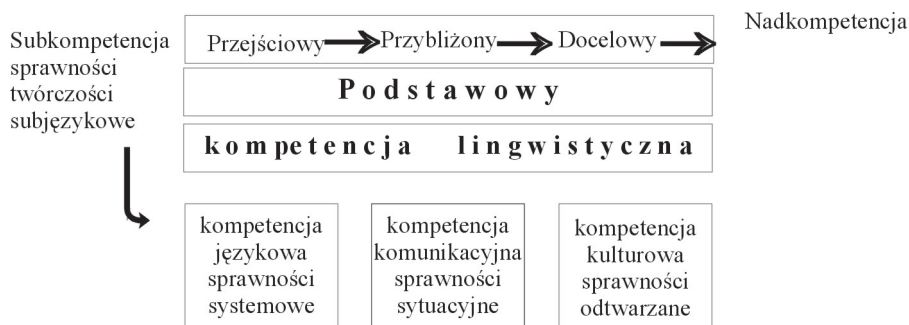 Nadkompetencja
Subkompetencja
sprawności
twórczości
subjęzykowe
Przejściowy Przybliżony Docelowy
Podstawowy
kompetencja lingwistyczna
kompetencja
językowa
sprawności
systemowe
kompetencja
komunikacyjna
sprawności
sytuacyjne
kompetencja
kulturowa
sprawności
odtwarzane